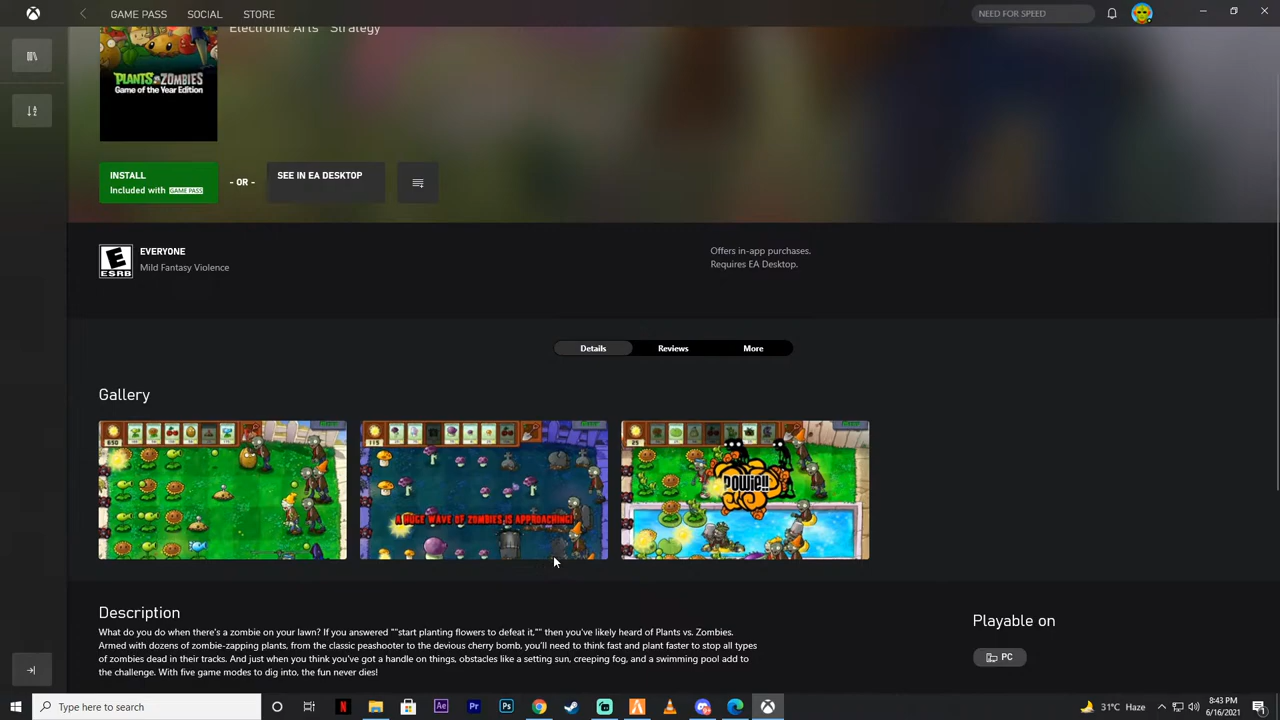 GAME PASS SOCIAL STORE NEED FOR SPEED
Electronic Arts Strategy
PLANTS VS. ZOMBIES
Game of the Year Edition
INSTALL
Included with GAME PASS
- OR -
SEE IN EA DESKTOP
E
ESRB
EVERYONE
Mild Fantasy Violence
Offers in-app purchases.
Requires EA Desktop.
Details Reviews More
Gallery
650
115
A HUGE WAVE OF ZOMBIES IS APPROACHING!
25
POWIE!!
Description
What do you do when there's a zombie on your lawn? If you answered ""start planting flowers to defeat it,"" then you've likely heard of Plants vs. Zombies.
Armed with dozens of zombie-zapping plants, from the classic peashooter to the devious cherry bomb, you'll need to think fast and plant faster to stop all types
of zombies dead in their tracks. And just when you think you've got a handle on things, obstacles like a setting sun, creeping fog, and a swimming pool add to
the challenge. With five game modes to dig into, the fun never dies!
Playable on
PC
Type here to search
N
Ae
Pr
Ps
31°C Haze
8:43 PM
6/16/2021